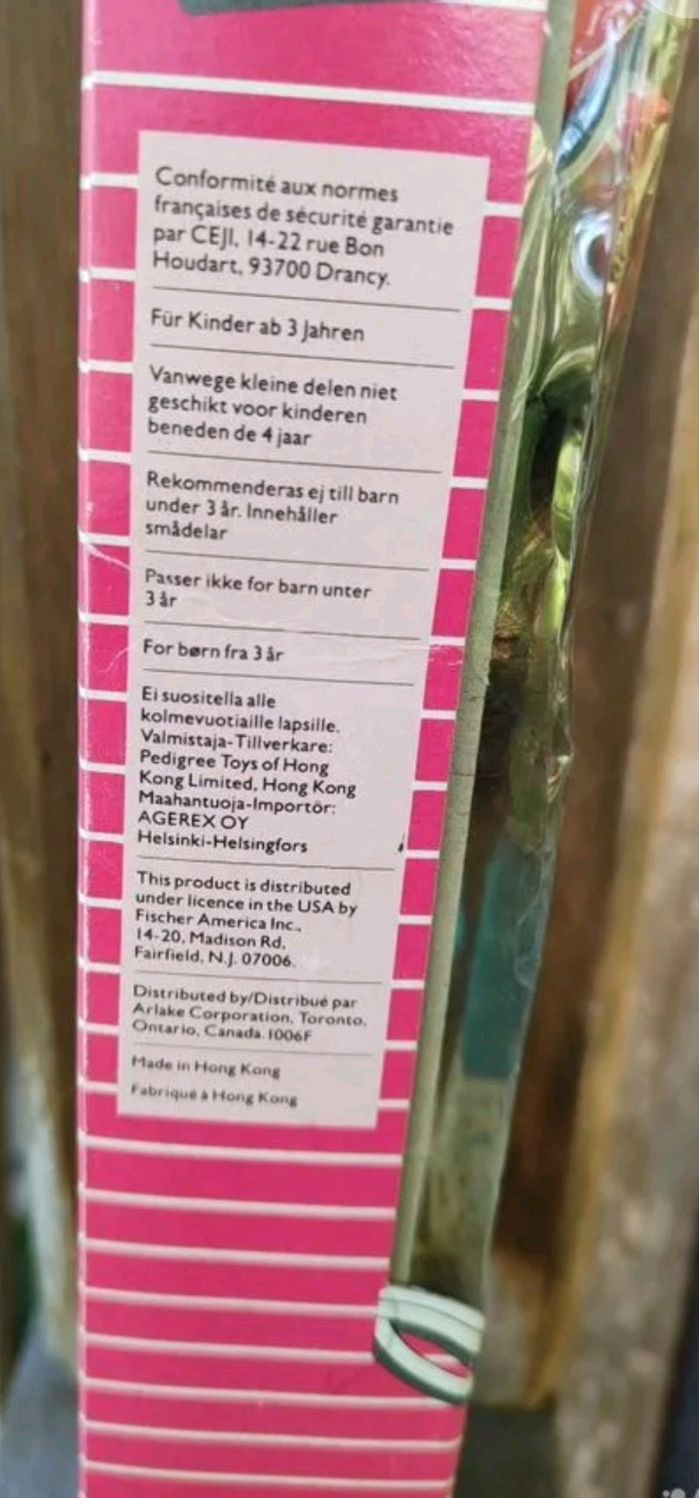 Conformité aux normes
françaises de sécurité garantie
par CEJI, 14-22 rue Bon
Houdart, 93700 Drancy.
Für Kinder ab 3 Jahren
Vanwege kleine delen niet
geschikt voor kinderen
beneden de 4 jaar
Rekommenderas ej till barn
under 3 år. Innehåller
smådelar
Passer ikke for barn unter
3 år
For børn fra 3 år
Ei suositella alle
kolmevuotiaille lapsille.
Valmistaja-Tillverkare:
Pedigree Toys of Hong
Kong Limited, Hong Kong
Maahantuoja-Importör:
AGEREX OY
Helsinki-Helsingfors
This product is distributed
under licence in the USA by
Fischer America Inc.,
14-20, Madison Rd,
Fairfield, N.J. 07006.
Distributed by/Distribué par
Arlake Corporation, Toronto,
Ontario, Canada. 1006F
Made in Hong Kong
Fabriqué à Hong Kong